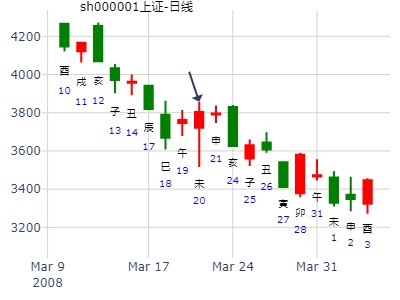 sh000001上证-日线
4200
4000
3800
3600
3400
3200
酉
10
戌
11
亥
12
子
13
丑
14
辰
17
巳
18
午
19
未
20
申
21
亥
24
子
25
丑
26
寅
27
卯
28
午
31
未
1
申
2
酉
3
Mar 9
2008
Mar 17
Mar 24
Mar 31